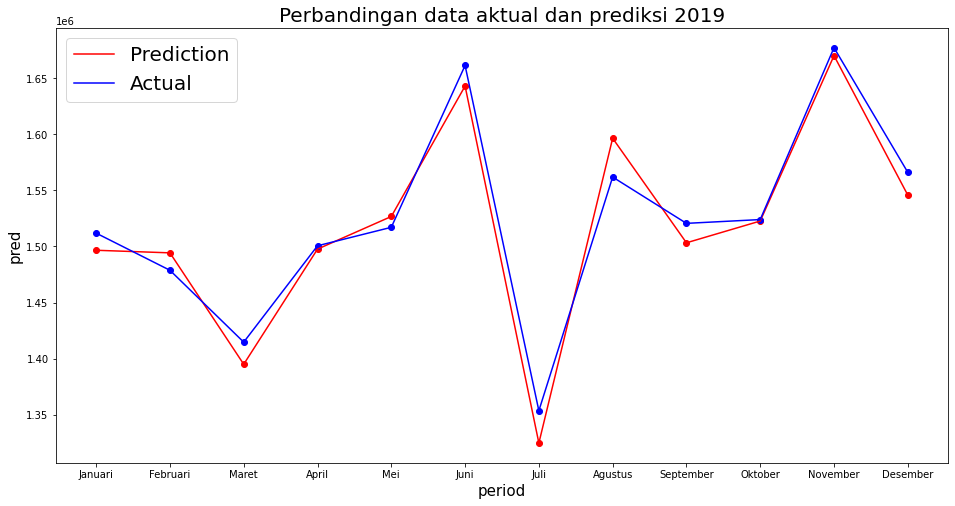 Perbandingan data aktual dan prediksi 2019
1e6
Prediction
Actual
1.65
1.60
1.55
1.50
1.45
1.40
1.35
pred
Januari Februari Maret April Mei Juni Juli Agustus September Oktober November Desember
period